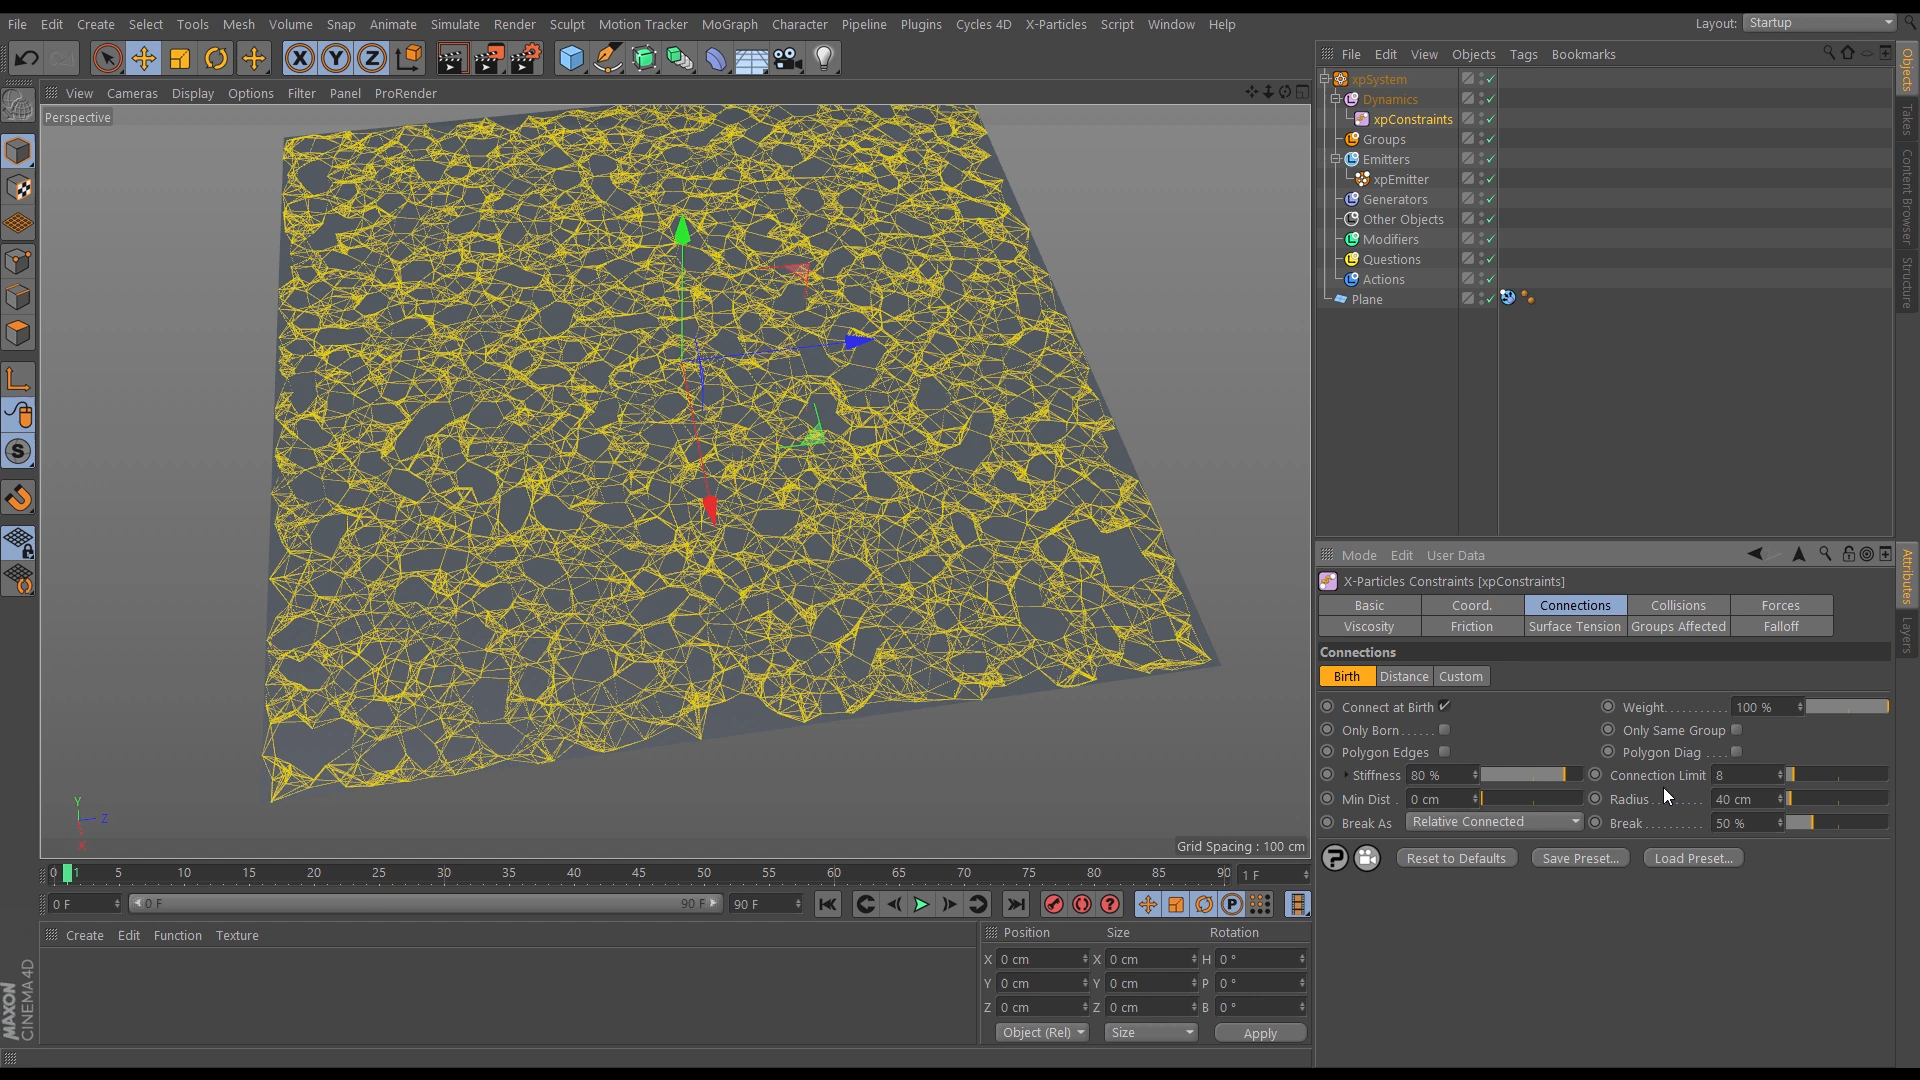 File Edit Create Select Tools Mesh Volume Snap Animate Simulate Render Sculpt Motion Tracker MoGraph Character Pipeline Plugins Cycles 4D X-Particles Script Window Help Layout: Startup
X Y Z
View Cameras Display Options Filter Panel ProRender
Perspective
Y
Z
X
Grid Spacing : 100 cm
File Edit View Objects Tags Bookmarks
xpSystem
Dynamics
xpConstraints
Groups
Emitters
xpEmitter
Generators
Other Objects
Modifiers
Questions
Actions
Plane
Objects
Takes
Content Browser
Structure
Attributes
Layers
Mode Edit User Data
X-Particles Constraints [xpConstraints]
Basic Coord. Connections Collisions Forces
Viscosity Friction Surface Tension Groups Affected Falloff
Connections
Birth Distance Custom
Connect at Birth Weight........... 100 %
Only Born...... Only Same Group
Polygon Edges Polygon Diag ....
Stiffness 80 % Connection Limit 8
Min Dist . 0 cm Radius 40 cm
Break As Relative Connected Break.......... 50 %
Reset to Defaults Save Preset... Load Preset...
0 1 5 10 15 20 25 30 35 40 45 50 55 60 65 70 75 80 85 90 1 F
0 F 0 F 90 F 90 F
P
Create Edit Function Texture
Position Size Rotation
X 0 cm X 0 cm H 0 °
Y 0 cm Y 0 cm P 0 °
Z 0 cm Z 0 cm B 0 °
Object (Rel) Size Apply
MAXON
CINEMA 4D